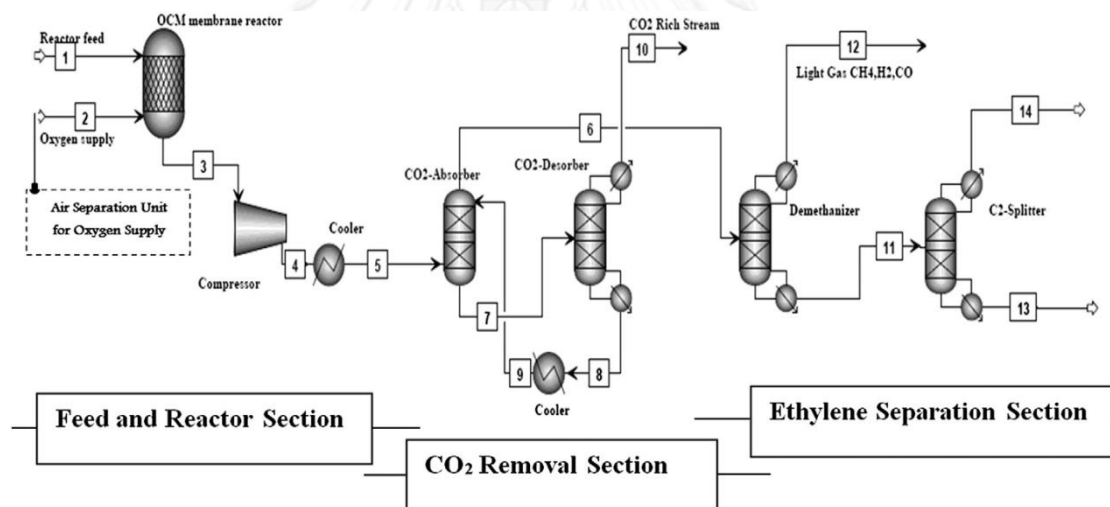 OCM membrane reactor
Reactor feed
1
2
Oxygen supply
3
Air Separation Unit
for Oxygen Supply
Compressor
4
Cooler
5
CO2-Absorber
6
7
CO2-Desorber
CO2 Rich Stream
10
9
8
Cooler
12
Light Gas CH4,H2,CO
Demethanizer
11
14
C2-Splitter
13
Feed and Reactor Section
CO₂ Removal Section
Ethylene Separation Section